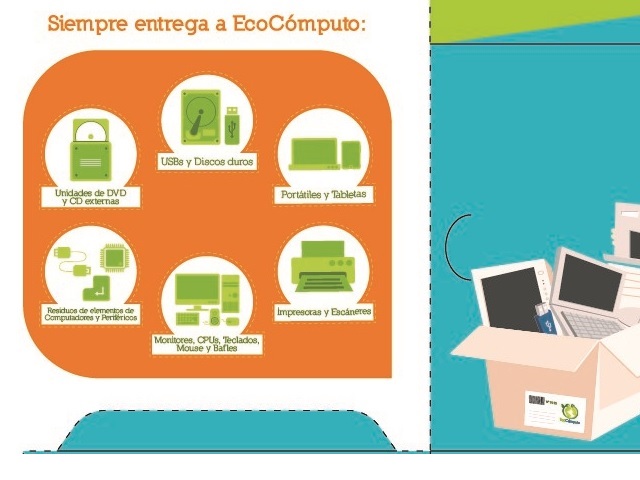 Siempre entrega a EcoCómputo:
USBs y Discos duros
Unidades de DVD
y CD externas
Portátiles y Tabletas
Residuos de elementos de
Computadores y Periféricos
Impresoras y Escáneres
Monitores, CPUs, Teclados,
Mouse y Bafles
EcoCómputo